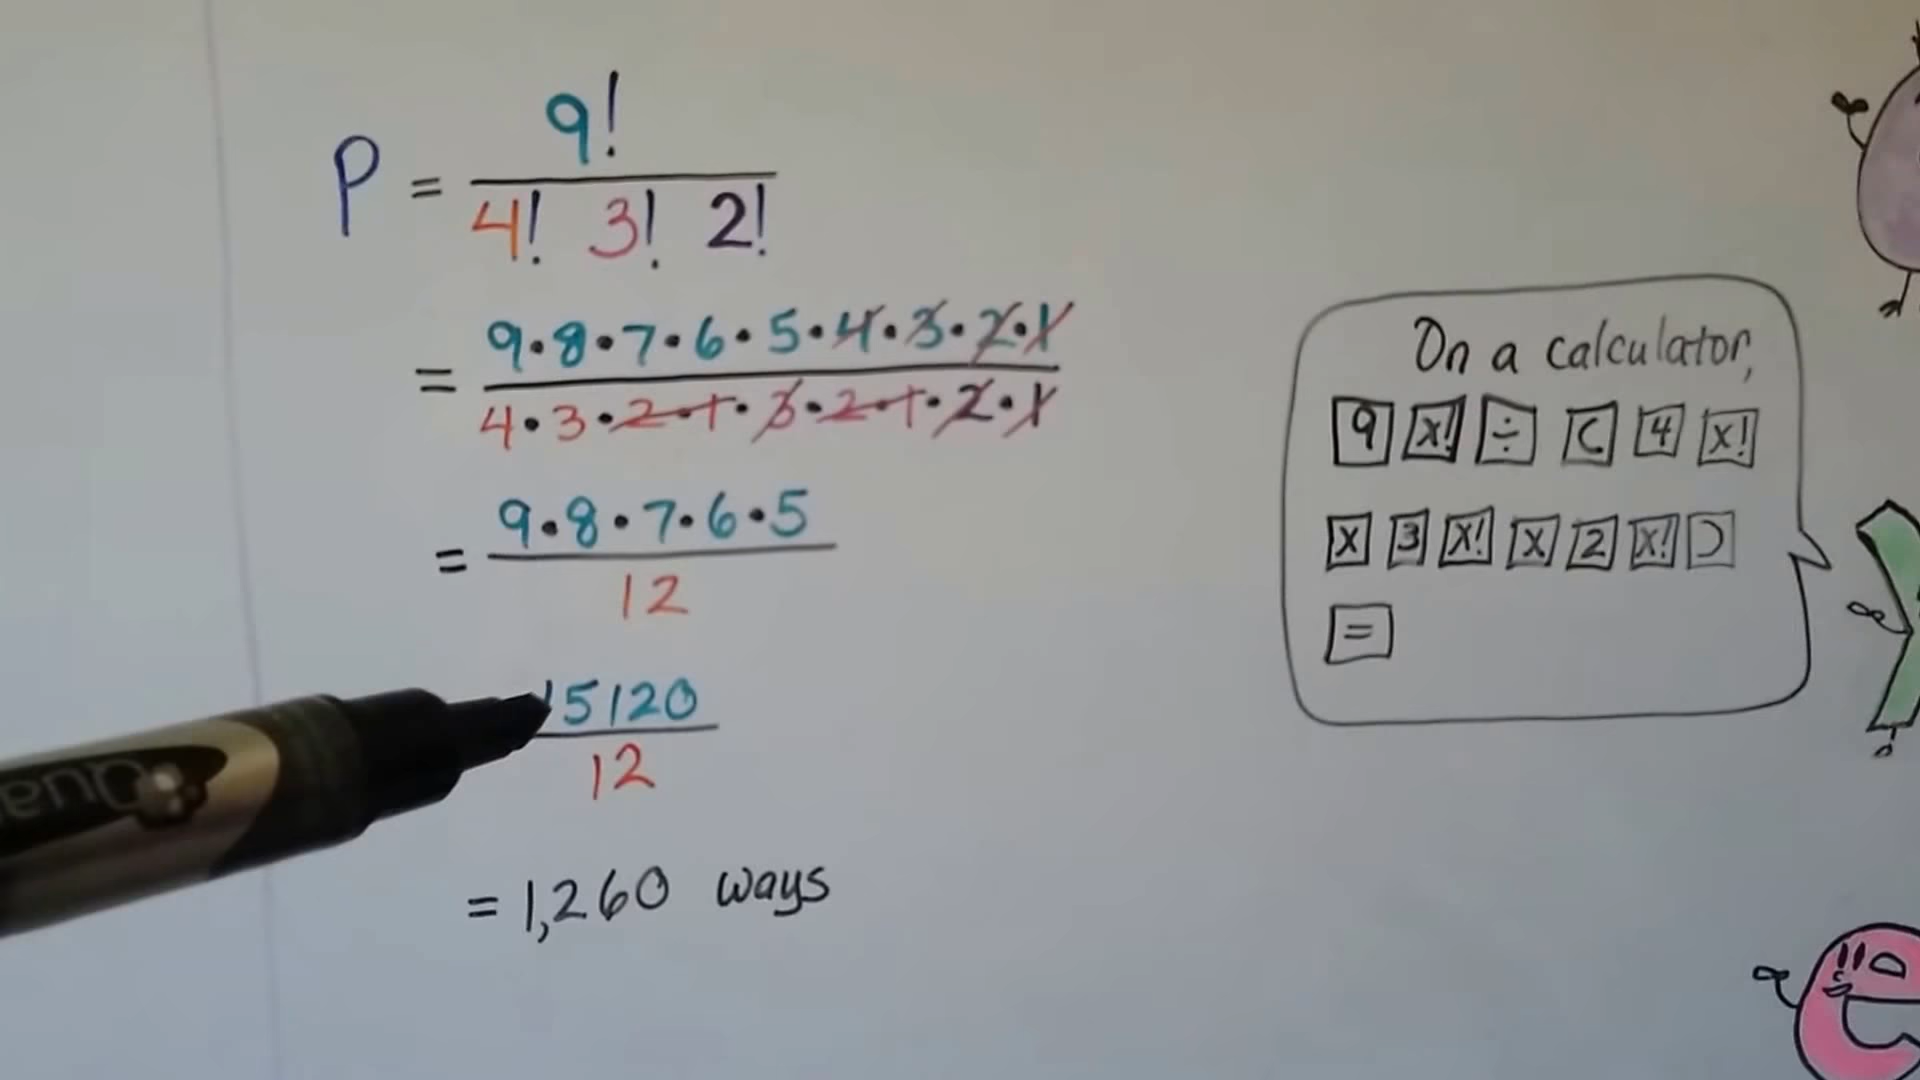 P = 9!
4! 3! 2!
= 9·8·7·6·5·4·3·2·1
4·3·2·1·3·2·1·2·1
= 9·8·7·6·5
12
15120
12
= 1,260 ways
On a calculator,
9 x! ÷ ( 4 x!
x 3 x! x 2 x! )
=